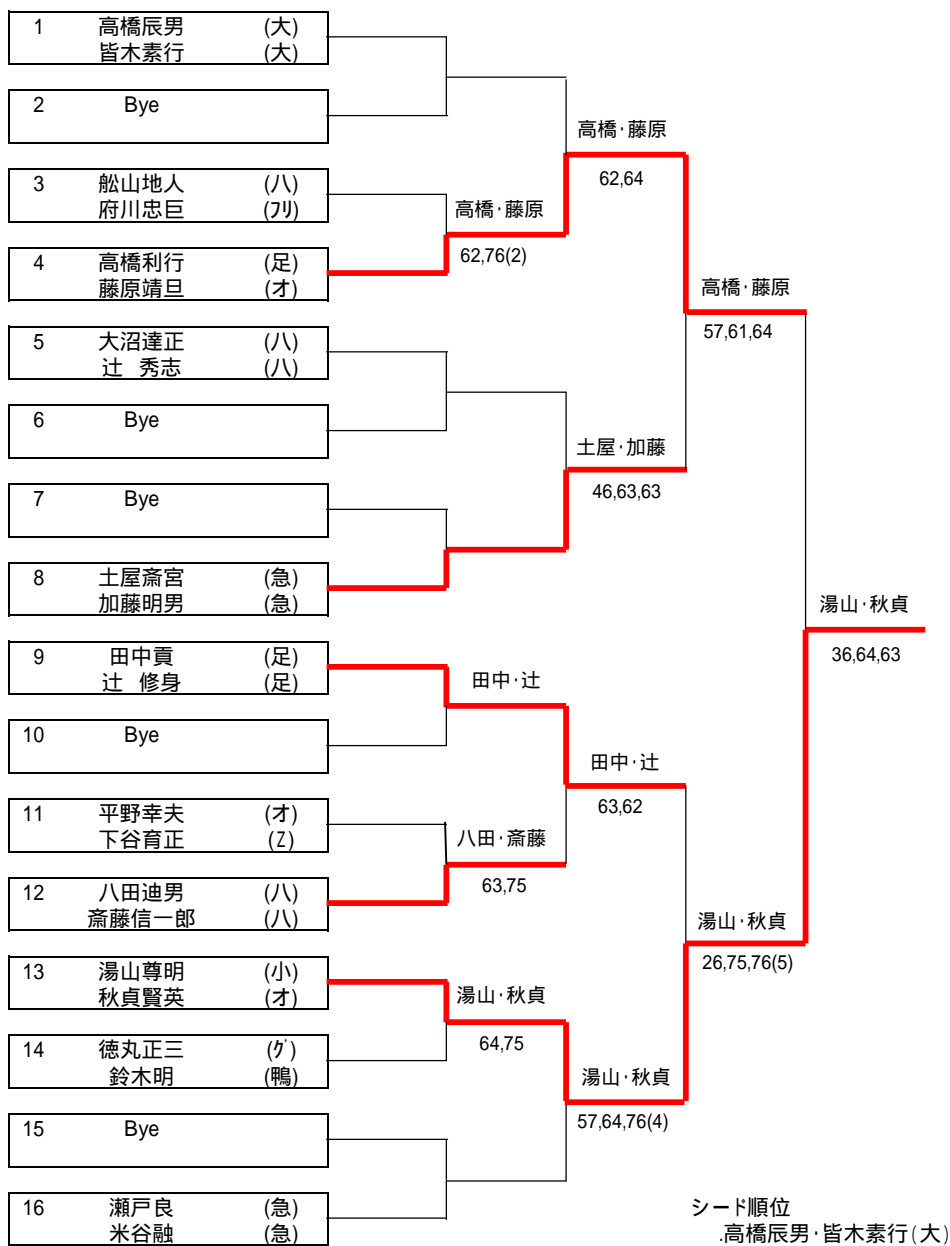 1 高橋辰男 (大)
皆木素行 (大)
2 Bye
高橋・藤原
62,64
3 舩山地人 (八)
府川忠巨 (フリ)
高橋・藤原
62,76(2)
4 高橋利行 (足)
藤原靖旦 (オ)
高橋・藤原
57,61,64
5 大沼達正 (八)
辻 秀志 (八)
6 Bye
土屋・加藤
46,63,63
7 Bye
8 土屋斎宮 (急)
加藤明男 (急)
湯山・秋貞
36,64,63
9 田中貢 (足)
辻 修身 (足)
田中・辻
10 Bye
田中・辻
63,62
11 平野幸夫 (オ)
下谷育正 (Z)
八田・斎藤
63,75
12 八田迪男 (八)
斎藤信一郎 (八)
湯山・秋貞
26,75,76(5)
13 湯山尊明 (小)
秋貞賢英 (オ)
湯山・秋貞
64,75
14 徳丸正三 (グ)
鈴木明 (鴨)
湯山・秋貞
57,64,76(4)
15 Bye
16 瀬戸良 (急)
米谷融 (急)
シード順位
.高橋辰男・皆木素行(大)